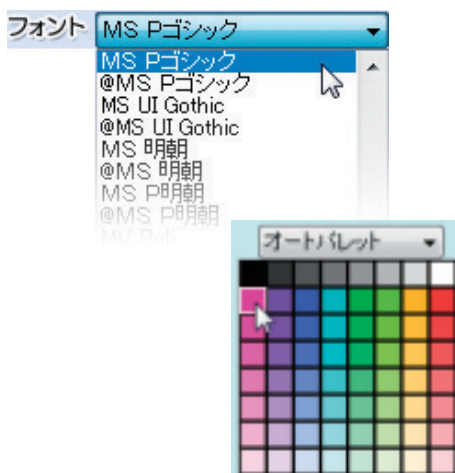 フォント MS Pゴシック
MS Pゴシック
@MS Pゴシック
MS UI Gothic
@MS UI Gothic
MS 明朝
@MS 明朝
MS P明朝
@MS P明朝
MV Boli
オートパレット